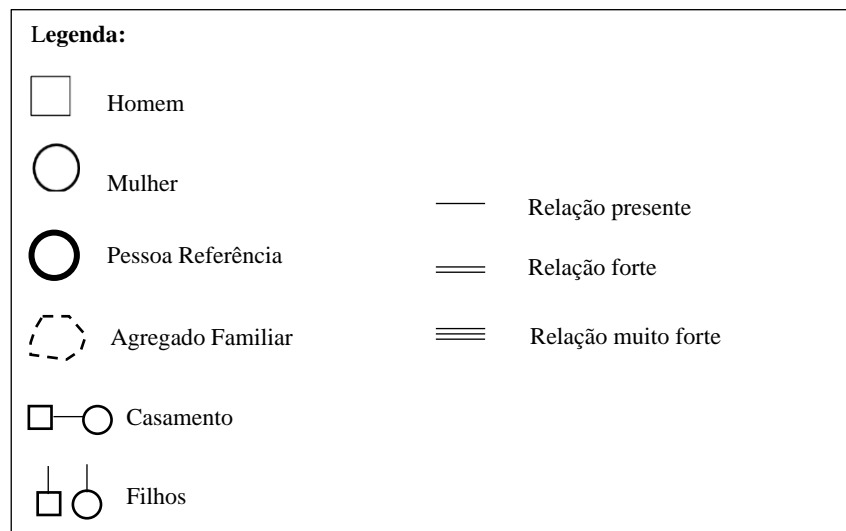 Legenda:
Homem
Mulher
Pessoa Referência
Agregado Familiar
Casamento
Filhos
Relação presente
Relação forte
Relação muito forte